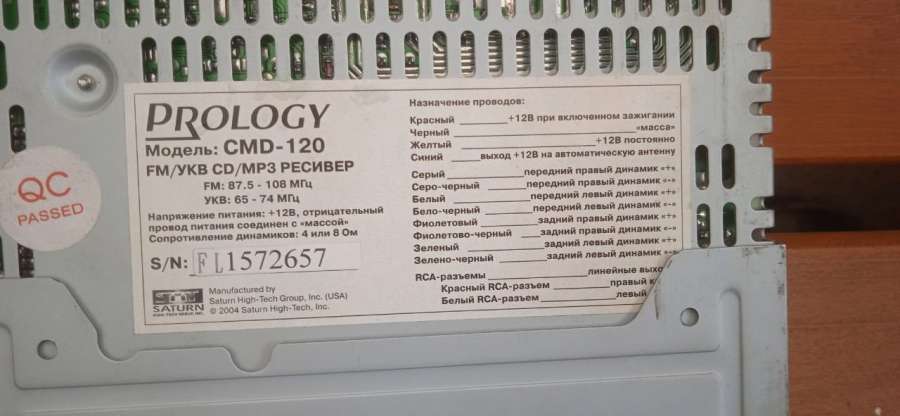 QC
PASSED
PROLOGY
Модель: CMD-120
FM/УКВ CD/MP3 РЕСИВЕР
FM: 87.5 - 108 МГц
УКВ: 65 - 74 МГц
Напряжение питания: +12В, отрицательный
провод питания соединен с «массой»
Сопротивление динамиков: 4 или 8 Ом
S/N: FL1572657
SATURN
HIGH-TECH GROUP, INC.
Manufactured by
Saturn High-Tech Group, Inc. (USA)
© 2004 Saturn High-Tech, Inc.
Назначение проводов:
Красный +12В при включенном зажигании
Черный «масса»
Желтый +12В постоянно
Синий выход +12В на автоматическую антенну
Серый передний правый динамик «+»
Серо-черный передний правый динамик «-»
Белый передний левый динамик «+»
Бело-черный передний левый динамик «-»
Фиолетовый задний правый динамик «+»
Фиолетово-черный задний правый динамик «-»
Зеленый задний левый динамик «+»
Зелено-черный задний левый динамик «-»
RCA-разъемы линейные
Красный RCA-разъем правый
Белый RCA-разъем левый